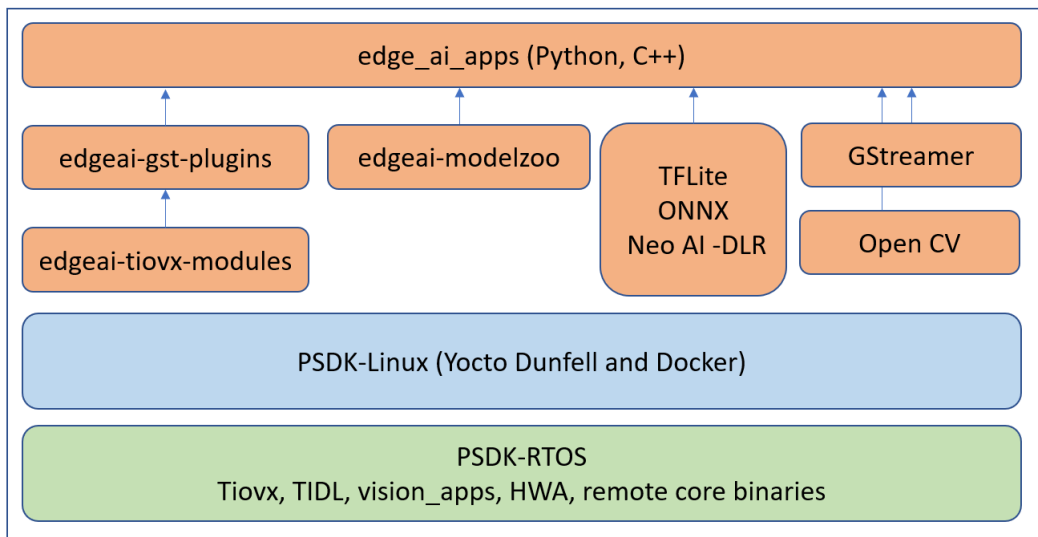 edge_ai_apps (Python, C++)
edgeai-gst-plugins
edgeai-modelzoo
TFLite
ONNX
Neo AI -DLR
GStreamer
edgeai-tiovx-modules
Open CV
PSDK-Linux (Yocto Dunfell and Docker)
PSDK-RTOS
Tiovx, TIDL, vision_apps, HWA, remote core binaries